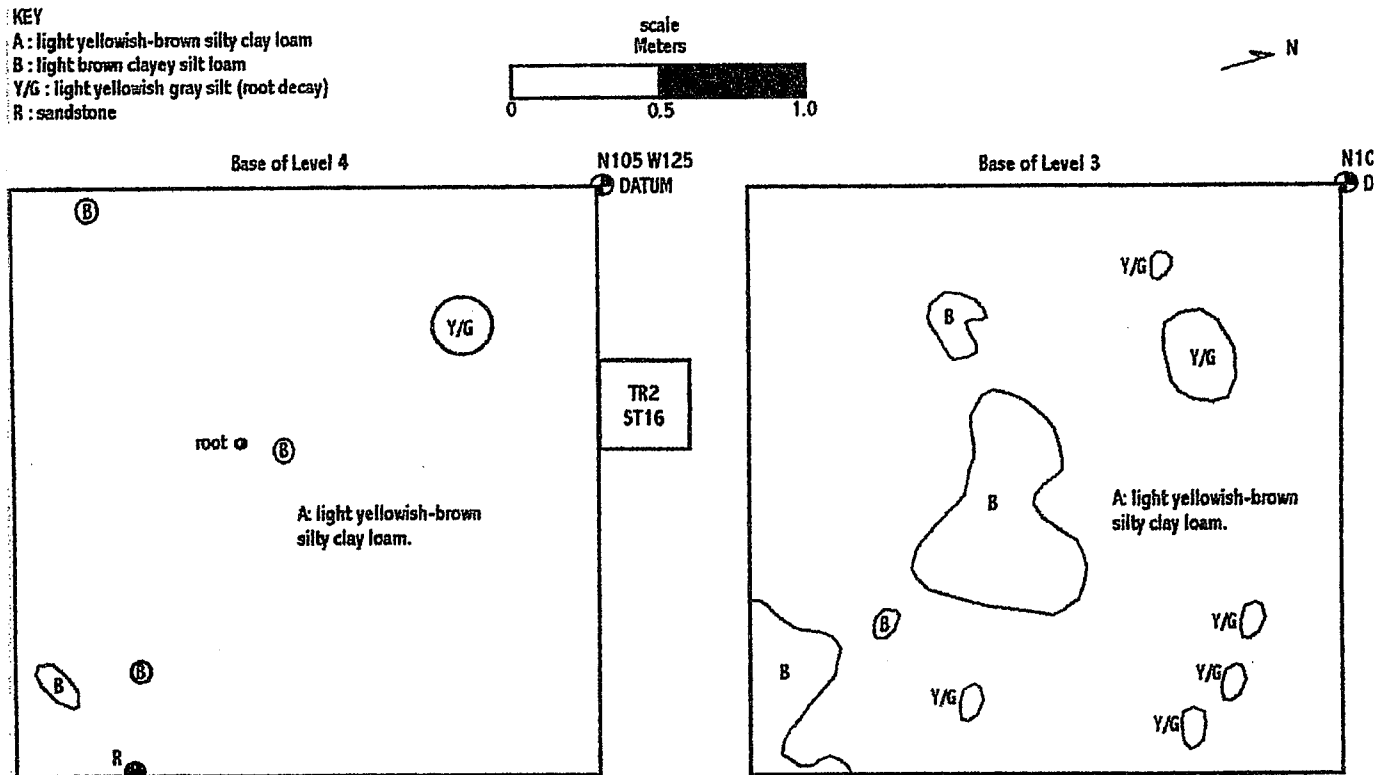 KEY
A : light yellowish-brown silty clay loam
B : light brown clayey silt loam
Y/G : light yellowish gray silt (root decay)
R : sandstone
scale
Meters
0 0.5 1.0
N
Base of Level 4
N105 W125
DATUM
B
Y/G
TR2
ST16
root
B
A: light yellowish-brown
silty clay loam.
B
B
R
Base of Level 3
N10
D
Y/G
B
Y/G
B
A: light yellowish-brown
silty clay loam.
B
Y/G
B
Y/G
Y/G
Y/G